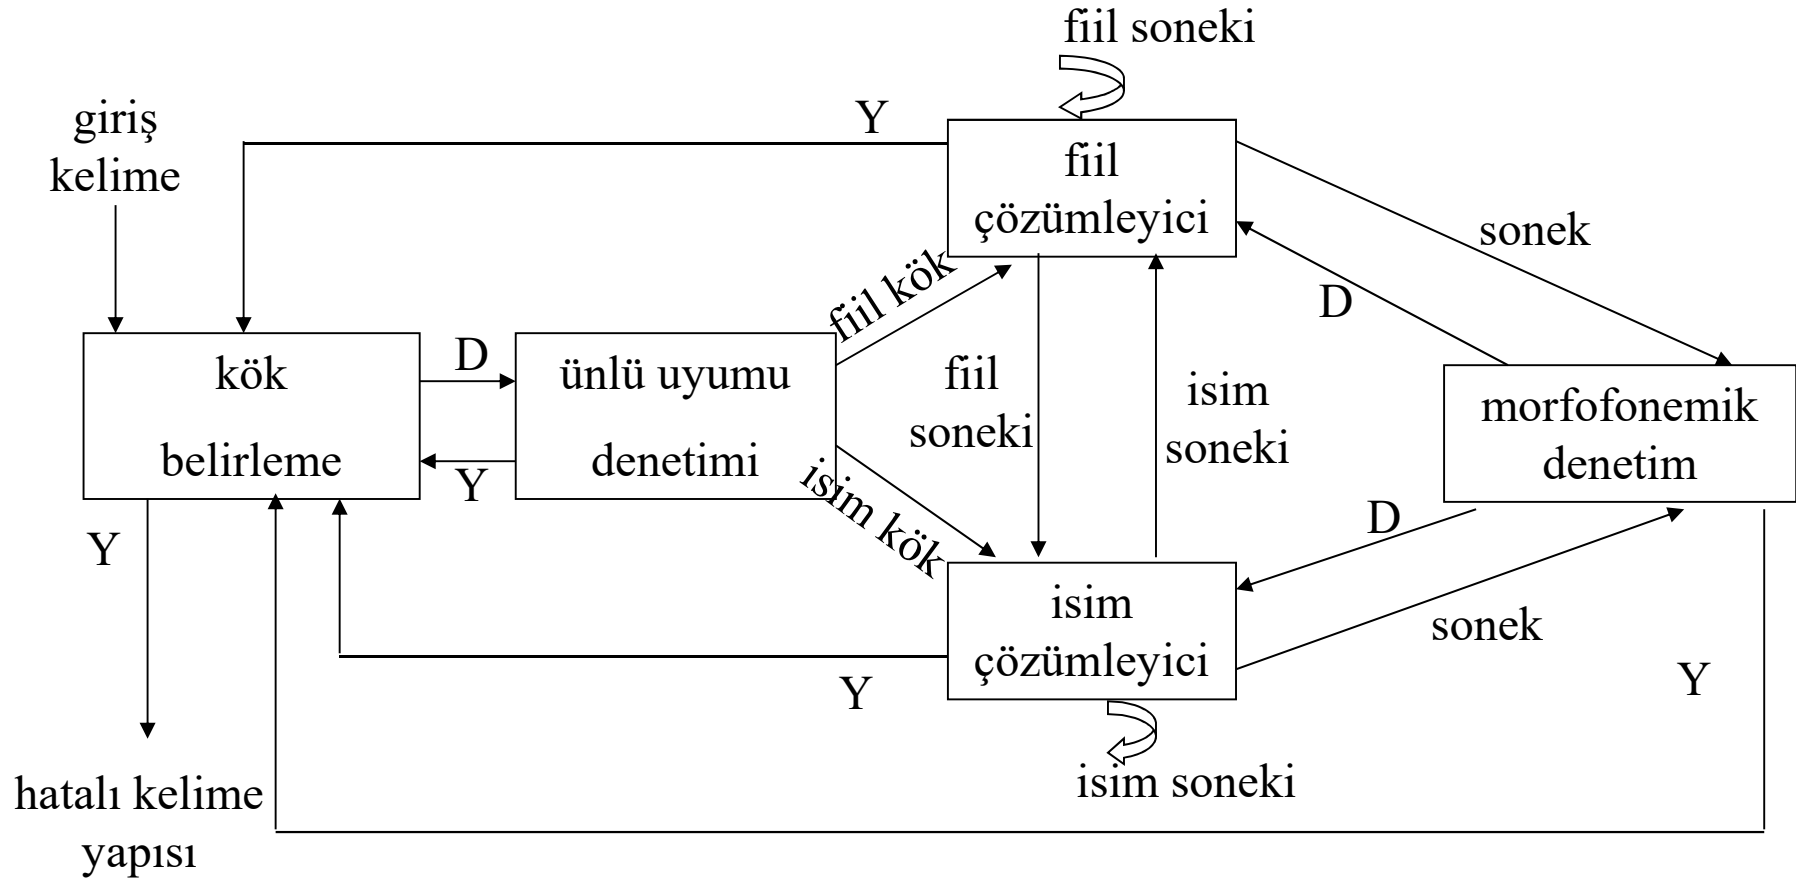 fiil soneki
giriş
kelime
Y
fiil
çözümleyici
sonek
fiil kök
D
kök
belirleme
D
Y
ünlü uyumu
denetimi
fiil
soneki
isim
soneki
morfofonemik
denetim
isim kök
D
Y
isim
çözümleyici
sonek
Y
Y
isim soneki
hatalı kelime
yapısı